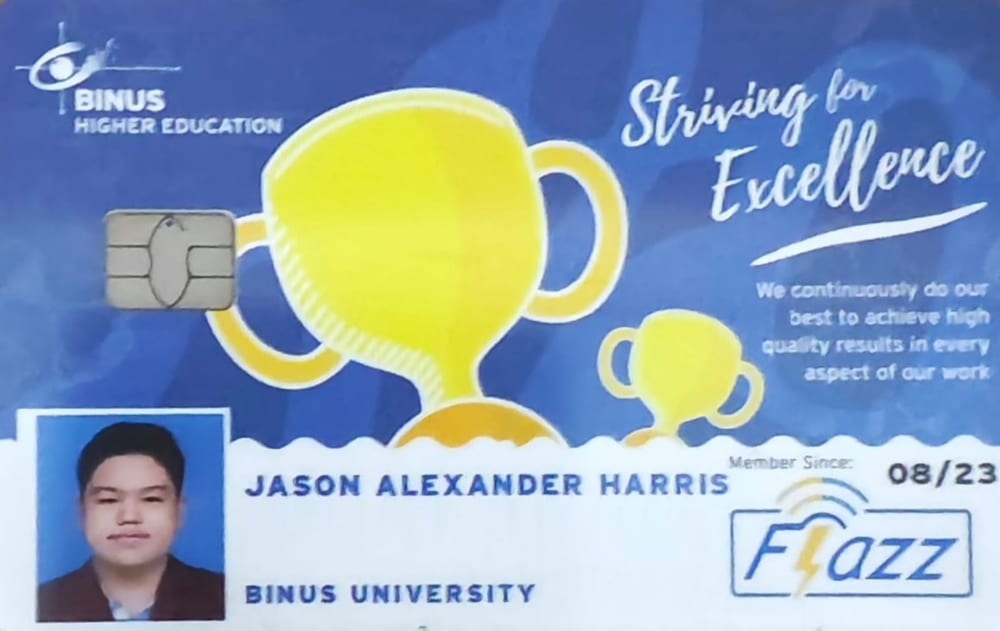 BINUS
HIGHER EDUCATION
Striving for
Excellence
We continuously do our
best to achieve high
quality results in every
aspect of our work
JASON ALEXANDER HARRIS
Member Since:
08/23
Flazz
BINUS UNIVERSITY